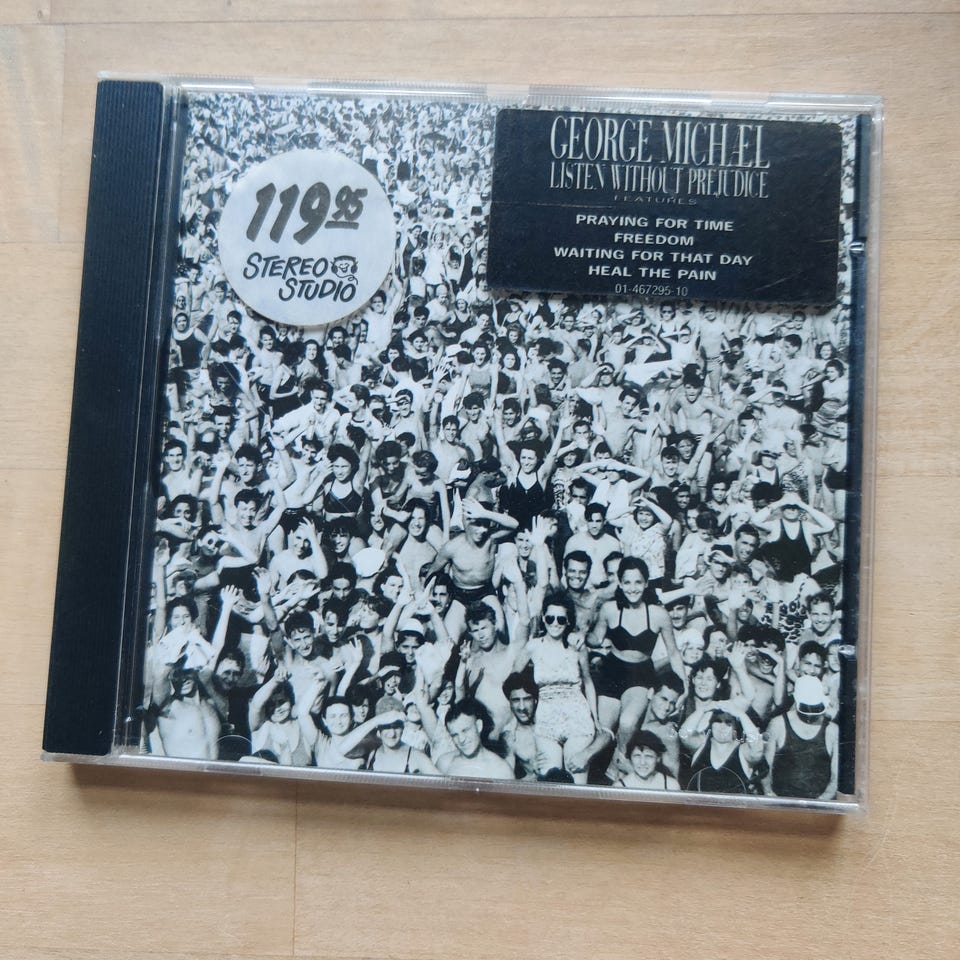 119 95
STEREO
STUDIO
GEORGE MICHÆL
LISTEN WITHOUT PREJUDICE
FEATURES
PRAYING FOR TIME
FREEDOM
WAITING FOR THAT DAY
HEAL THE PAIN
01-467295-10